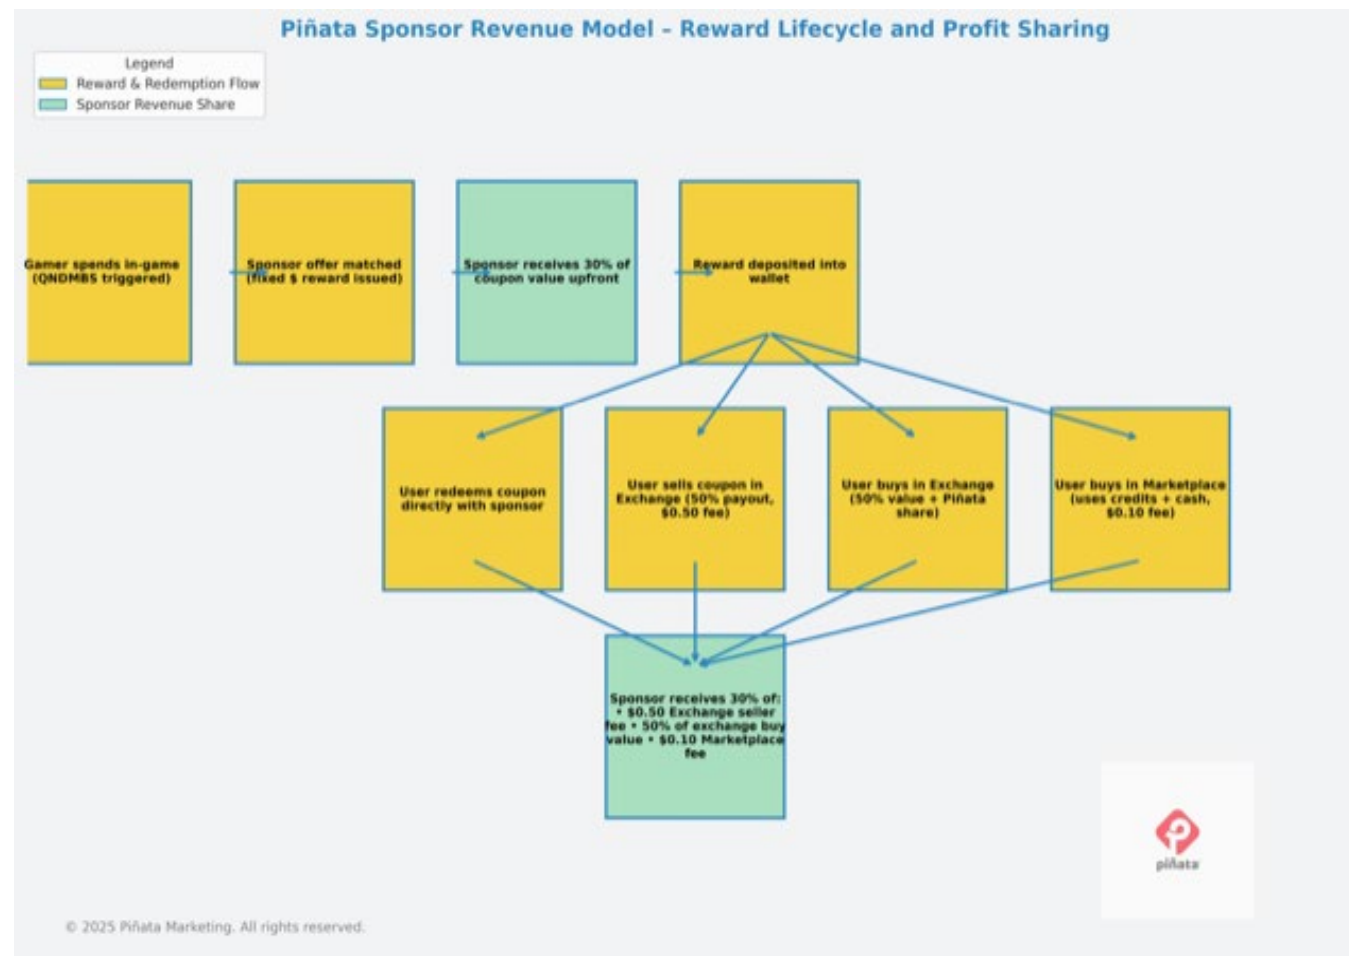 Piñata Sponsor Revenue Model – Reward Lifecycle and Profit Sharing
Legend
Reward & Redemption Flow
Sponsor Revenue Share
Gamer spends in-game
(QNDMBS triggered)
Sponsor offer matched
(fixed $ reward issued)
Sponsor receives 30% of
coupon value upfront
Reward deposited into
wallet
User redeems coupon
directly with sponsor
User sells coupon in
Exchange (50% payout,
$0.50 fee)
User buys in Exchange
(50% value + Piñata
share)
User buys in Marketplace
(uses credits + cash,
$0.10 fee)
Sponsor receives 30% of:
• $0.50 Exchange seller
fee • 50% of exchange buy
value • $0.10 Marketplace
fee
piñata
© 2025 Piñata Marketing. All rights reserved.